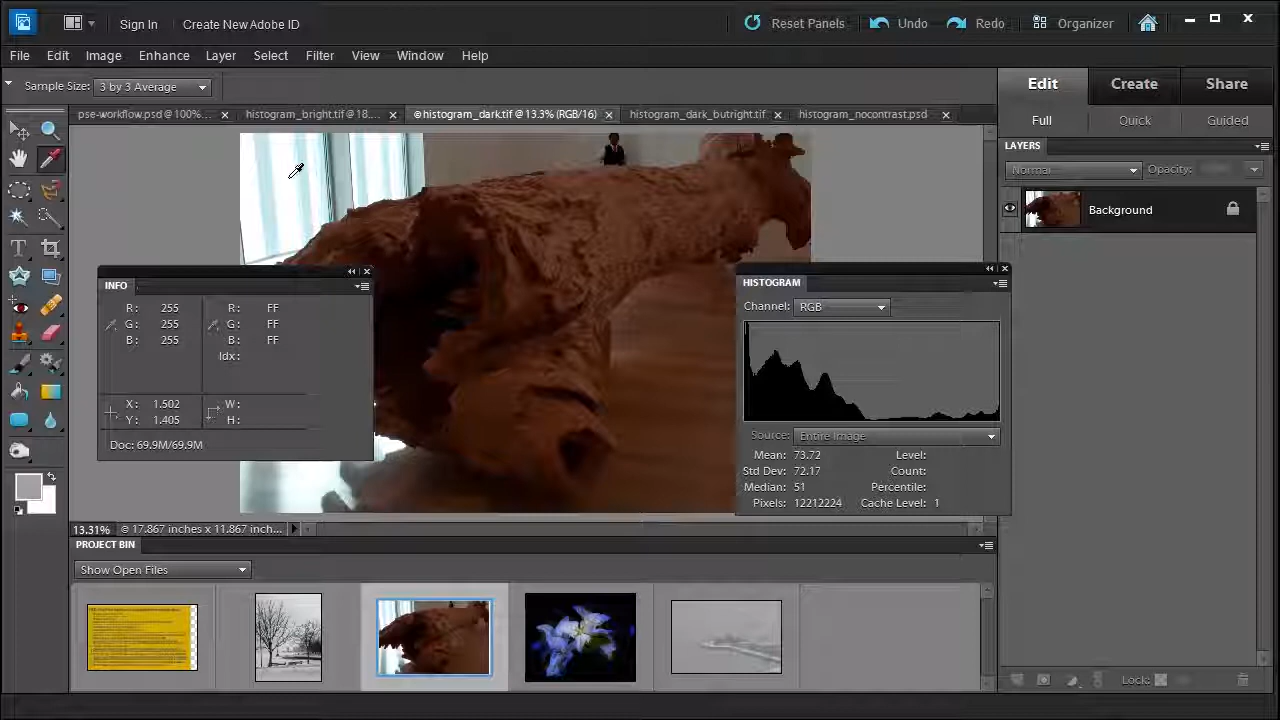 Sign In Create New Adobe ID Reset Panels Undo Redo Organizer
File Edit Image Enhance Layer Select Filter View Window Help
Sample Size: 3 by 3 Average Edit Create Share
pse-workflow.psd @ 100%... histogram_bright.tif @ 18.... @histogram_dark.tif @ 13.3% (RGB/16) histogram_dark_butright.tif histogram_nocontrast.psd
Full Quick Guided
LAYERS
Normal Opacity:
Background
INFO
R: 255 R: FF
G: 255 G: FF
B: 255 B: FF
Idx:
X: 1.502 W:
Y: 1.405 H:
Doc: 69.9M/69.9M
HISTOGRAM
Channel: RGB
Source: Entire Image
Mean: 73.72 Level:
Std Dev: 72.17 Count:
Median: 51 Percentile:
Pixels: 12212224 Cache Level: 1
13.31% @ 17.867 inches x 11.867 inch...
PROJECT BIN
Show Open Files
Lock: